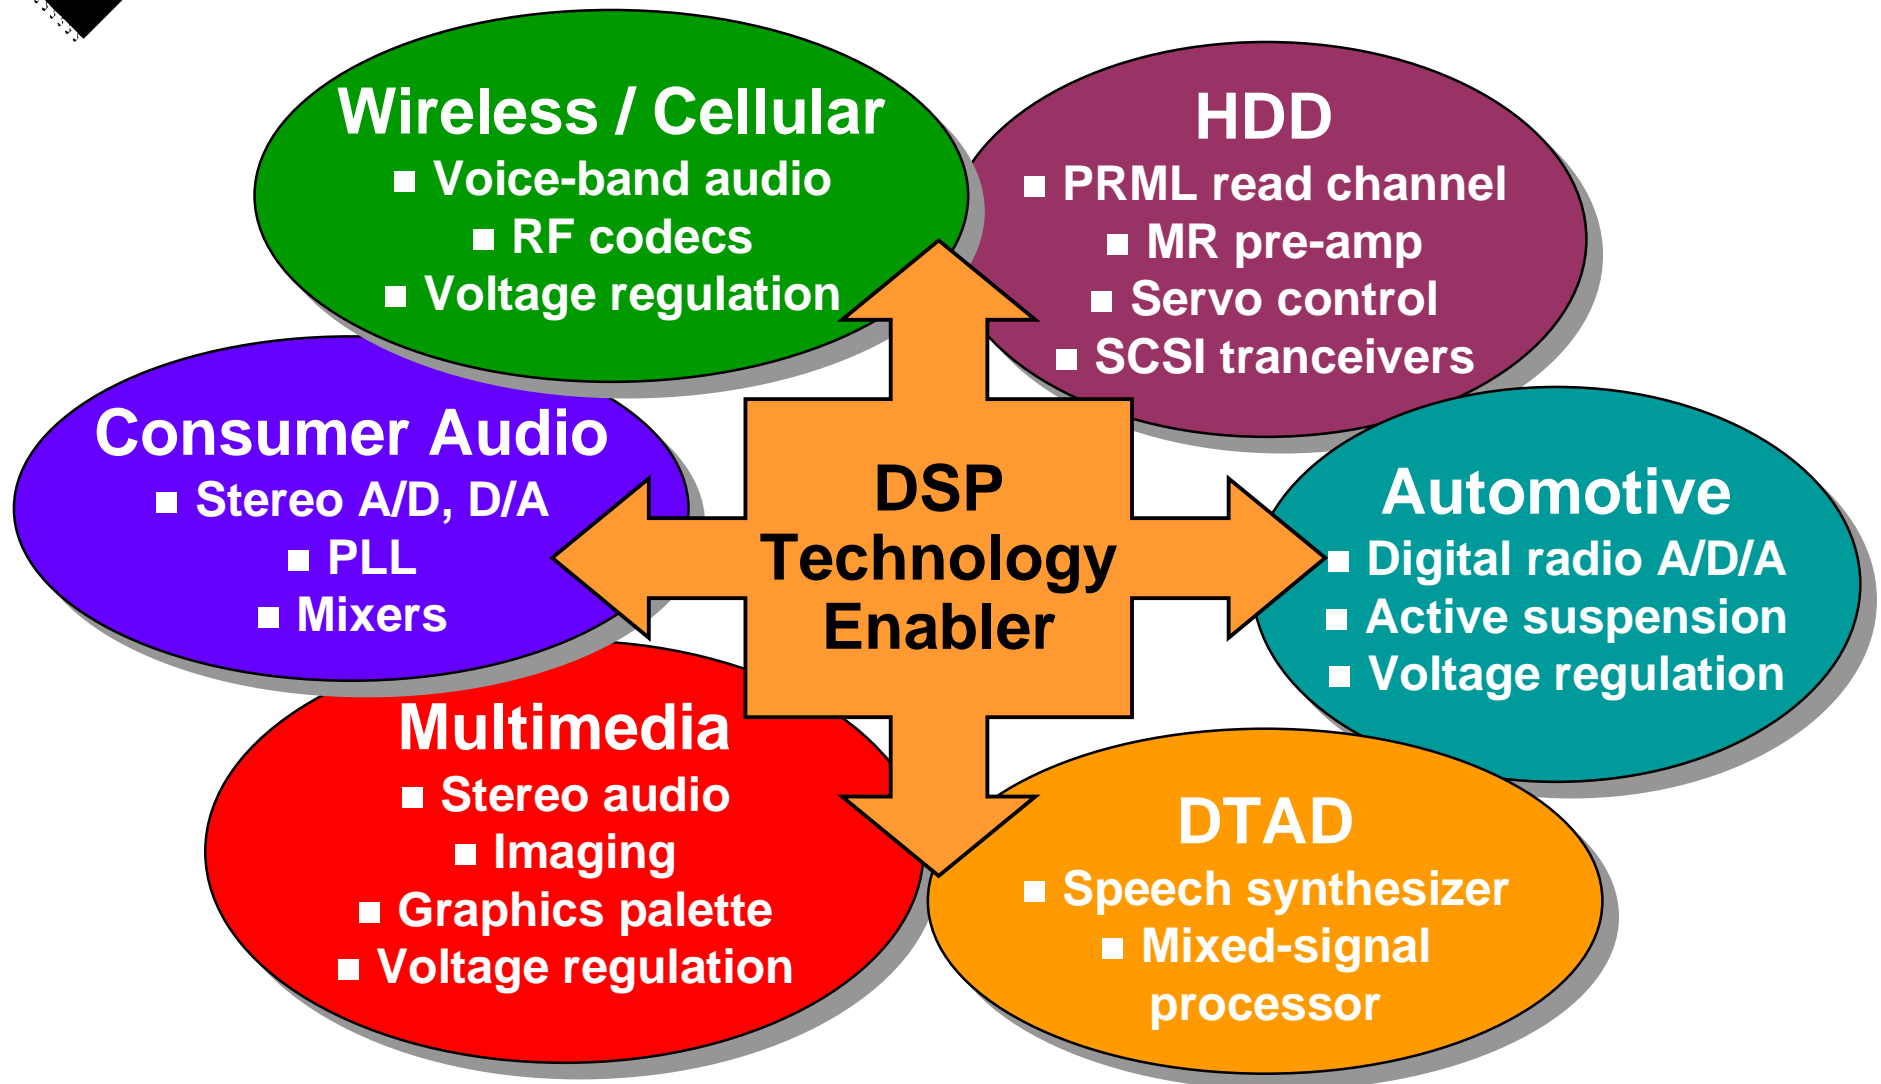 Wireless / Cellular
■ Voice-band audio
■ RF codecs
■ Voltage regulation
HDD
■ PRML read channel
■ MR pre-amp
■ Servo control
■ SCSI tranceivers
Consumer Audio
■ Stereo A/D, D/A
■ PLL
■ Mixers
DSP
Technology
Enabler
Automotive
■ Digital radio A/D/A
■ Active suspension
■ Voltage regulation
Multimedia
■ Stereo audio
■ Imaging
■ Graphics palette
■ Voltage regulation
DTAD
■ Speech synthesizer
■ Mixed-signal
processor